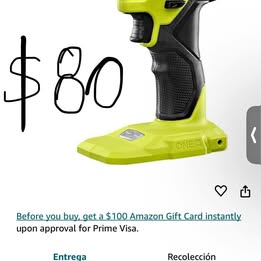 $80
ONE+
Before you buy, get a $100 Amazon Gift Card instantly
upon approval for Prime Visa.
Entrega
Recolección